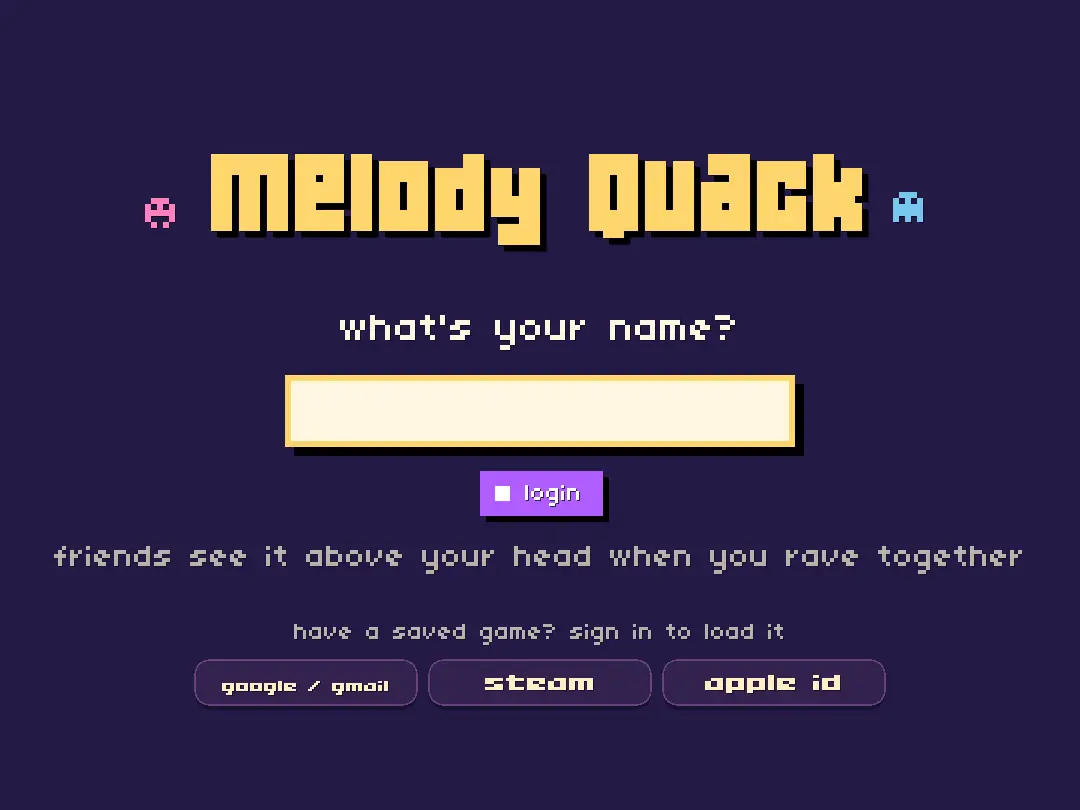 Melody Quack
what's your name?
login
friends see it above your head when you rave together
have a saved game? sign in to load it
google / gmail
steam
apple id